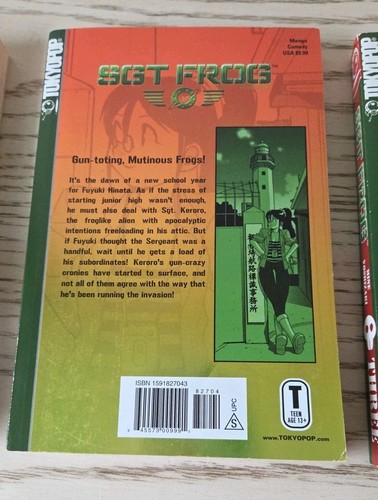 TOKYOPOP
Manga
Comedy
USA $9.99
SGT FROG™
Gun-toting, Mutinous Frogs!
It's the dawn of a new school year
for Fuyuki Hinata. As if the stress of
starting junior high wasn't enough,
he must also deal with Sgt. Keroro,
the froglike alien with apocalyptic
intentions freeloading in his attic. But
if Fuyuki thought the Sergeant was a
handful, wait until he gets a load of
his subordinates! Keroro's gun-crazy
cronies have started to surface, and
not all of them agree with the way that
he's been running the invasion!
ISBN 1591827043
82704
UPC
S
T
TEEN
AGE 13+
www.TOKYOPOP.com
TOKYOPOP
THREE